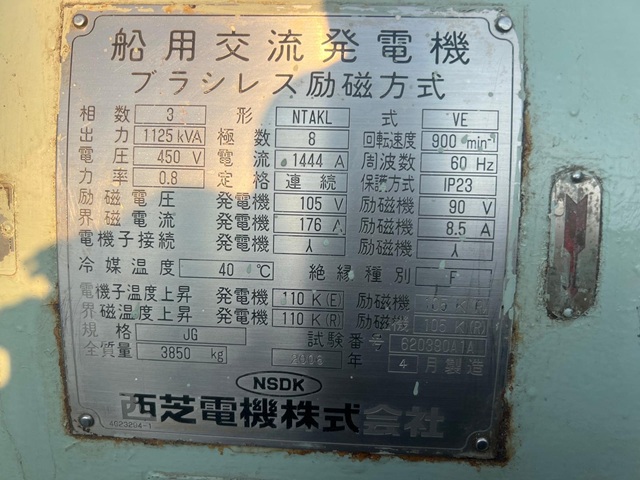 船用交流発電機
ブラシレス励磁方式
相数 3 形 NTAKL 式 VE
出力 1125 kVA 極数 8 回転速度 900 min-1
電圧 450 V 電流 1444 A 周波数 60 Hz
力率 0.8 定格 連続 保護方式 IP23
励磁電圧 発電機 105 V 励磁機 90 V
界磁電流 発電機 176 A 励磁機 8.5 A
電機子接続 発電機 人 励磁機 人
冷媒温度 40 ℃ 絶縁種別 F
電機子温度上昇 発電機 110 K(E) 励磁機 K(R)
界磁温度上昇 発電機 110 K(R) 励磁機 105 K(R)
規格 JG 試験番号
全質量 3850 kg 年 4 月製造
NSDK
西芝電機株式会社
4623294-1